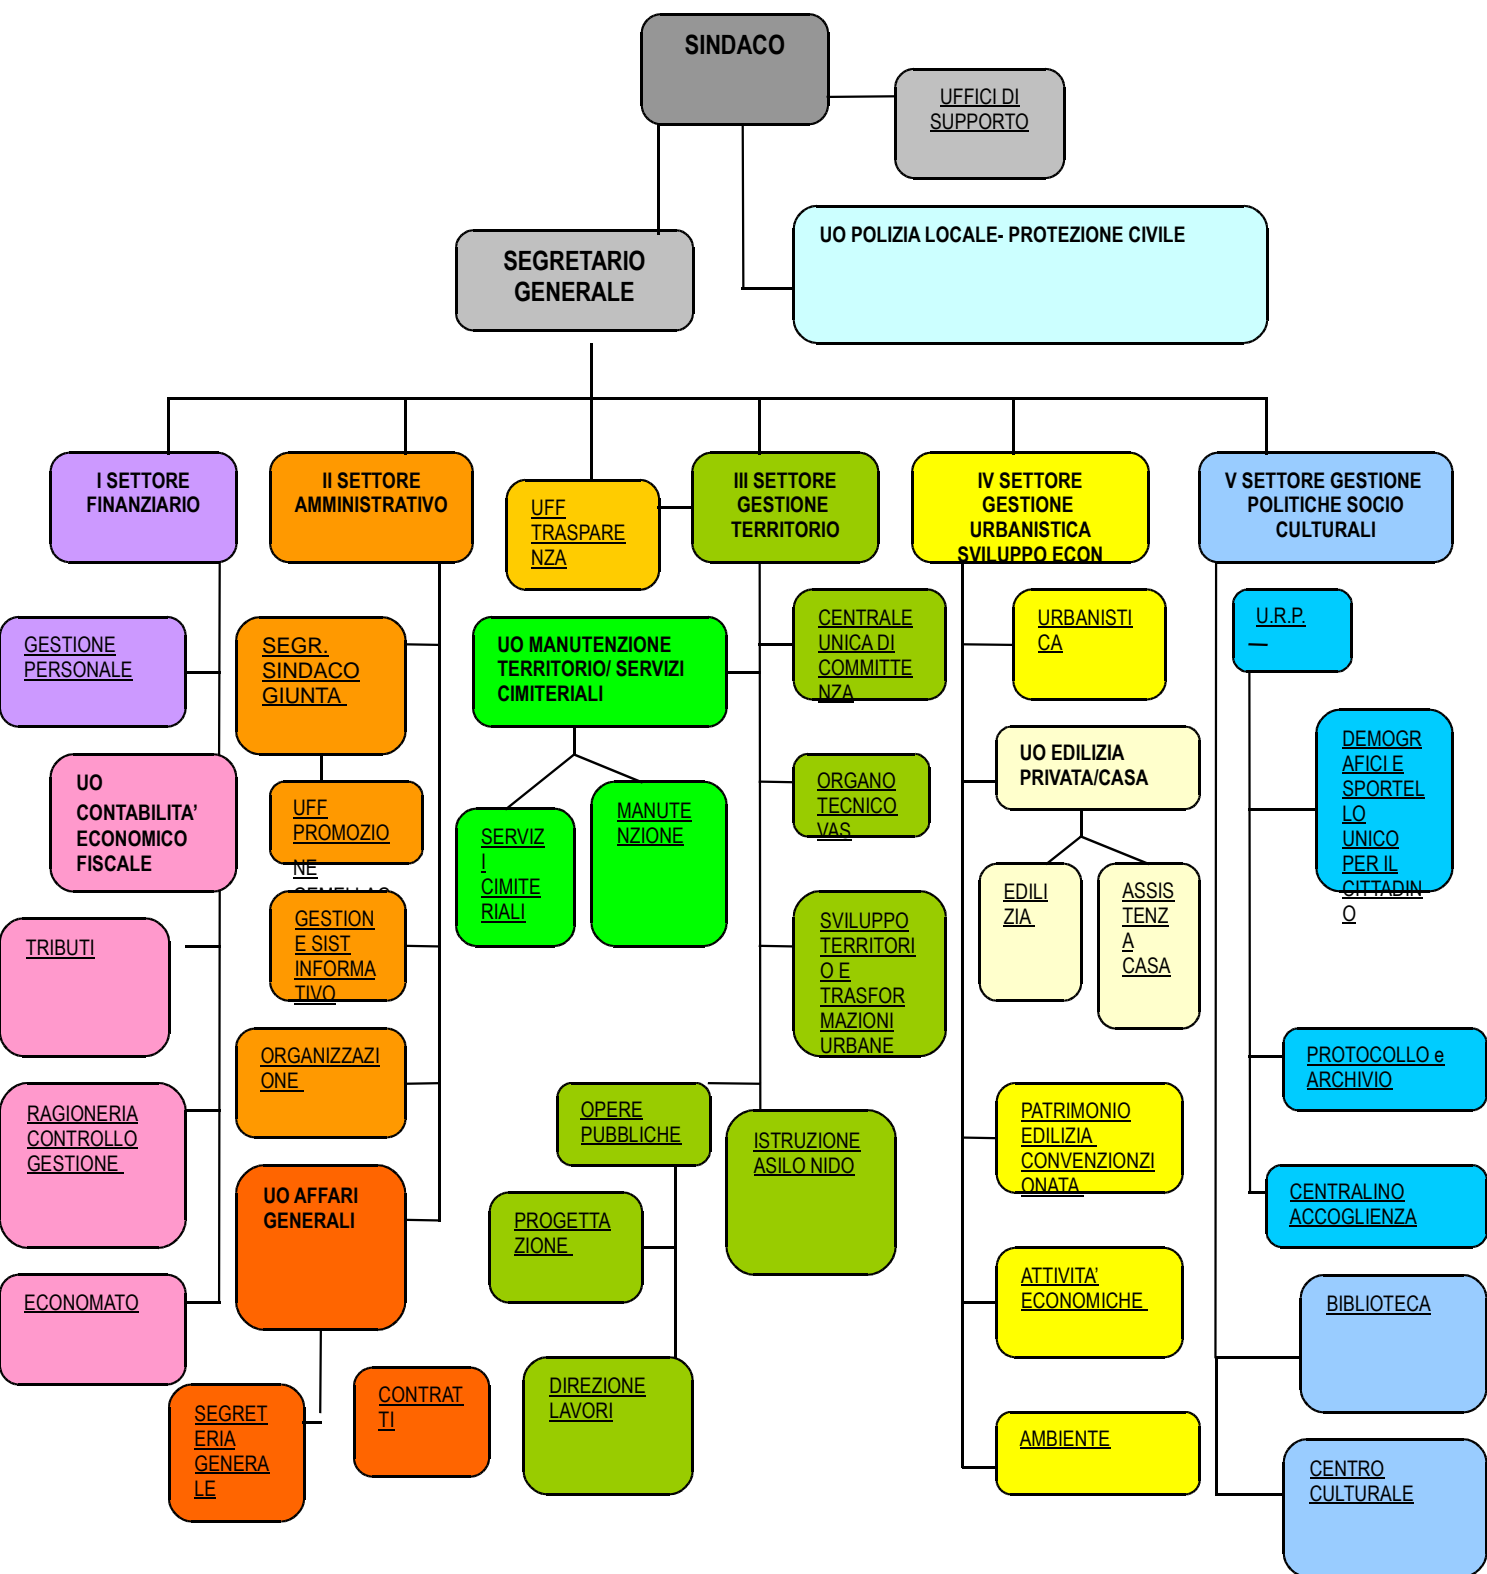 SINDACO
UFFICI DI
SUPPORTO
UO POLIZIA LOCALE- PROTEZIONE CIVILE
SEGRETARIO
GENERALE
I SETTORE
FINANZIARIO
II SETTORE
AMMINISTRATIVO
UFF
TRASPARE
NZA
III SETTORE
GESTIONE
TERRITORIO
IV SETTORE
GESTIONE
URBANISTICA
SVILUPPO ECON
V SETTORE GESTIONE
POLITICHE SOCIO
CULTURALI
GESTIONE
PERSONALE
UO
CONTABILITA'
ECONOMICO
FISCALE
TRIBUTI
RAGIONERIA
CONTROLLO
GESTIONE
ECONOMATO
SEGR.
SINDACO
GIUNTA
UFF
PROMOZIO
NE
GESTION
E SIST
INFORMA
TIVO
ORGANIZZAZI
ONE
UO AFFARI
GENERALI
SEGRET
ERIA
GENERA
LE
CONTRAT
TI
UO MANUTENZIONE
TERRITORIO/ SERVIZI
CIMITERIALI
SERVIZ
I
CIMITE
RIALI
MANUTE
NZIONE
CENTRALE
UNICA DI
COMMITTE
NZA
ORGANO
TECNICO
VAS
SVILUPPO
TERRITORI
O E
TRASFOR
MAZIONI
URBANE
OPERE
PUBBLICHE
ISTRUZIONE
ASILO NIDO
PROGETTA
ZIONE
DIREZIONE
LAVORI
URBANISTI
CA
UO EDILIZIA
PRIVATA/CASA
EDILI
ZIA
ASSIS
TENZ
A
CASA
PATRIMONIO
EDILIZIA
CONVENZIONZI
ONATA
ATTIVITA'
ECONOMICHE
AMBIENTE
U.R.P.
DEMOGR
AFICI E
SPORTEL
LO
UNICO
PER IL
CITTADIN
O
PROTOCOLLO e
ARCHIVIO
CENTRALINO
ACCOGLIENZA
BIBLIOTECA
CENTRO
CULTURALE